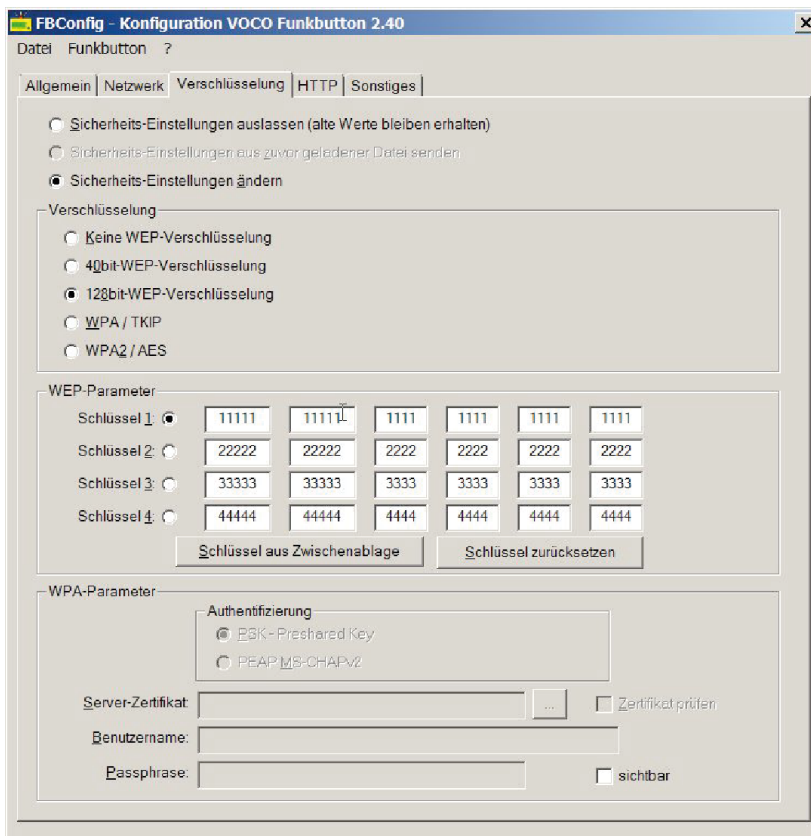 FBConfig - Konfiguration VOCO Funkbutton 2.40
Datei Funkbutton ?
Allgemein Netzwerk Verschlüsselung HTTP Sonstiges
Sicherheits-Einstellungen auslassen (alte Werte bleiben erhalten)
Sicherheits-Einstellungen aus zuvor geladener Datei senden
Sicherheits-Einstellungen ändern
Verschlüsselung
Keine WEP-Verschlüsselung
40bit-WEP-Verschlüsselung
128bit-WEP-Verschlüsselung
WPA / TKIP
WPA2 / AES
WEP-Parameter
Schlüssel 1: 11111 11111 1111 1111 1111 1111
Schlüssel 2: 22222 22222 2222 2222 2222 2222
Schlüssel 3: 33333 33333 3333 3333 3333 3333
Schlüssel 4: 44444 44444 4444 4444 4444 4444
Schlüssel aus Zwischenablage Schlüssel zurücksetzen
WPA-Parameter
Authentifizierung
PSK - Preshared Key
PEAP MS-CHAPv2
Server-Zertifikat: ... Zertifikat prüfen
Benutzername:
Passphrase: sichtbar